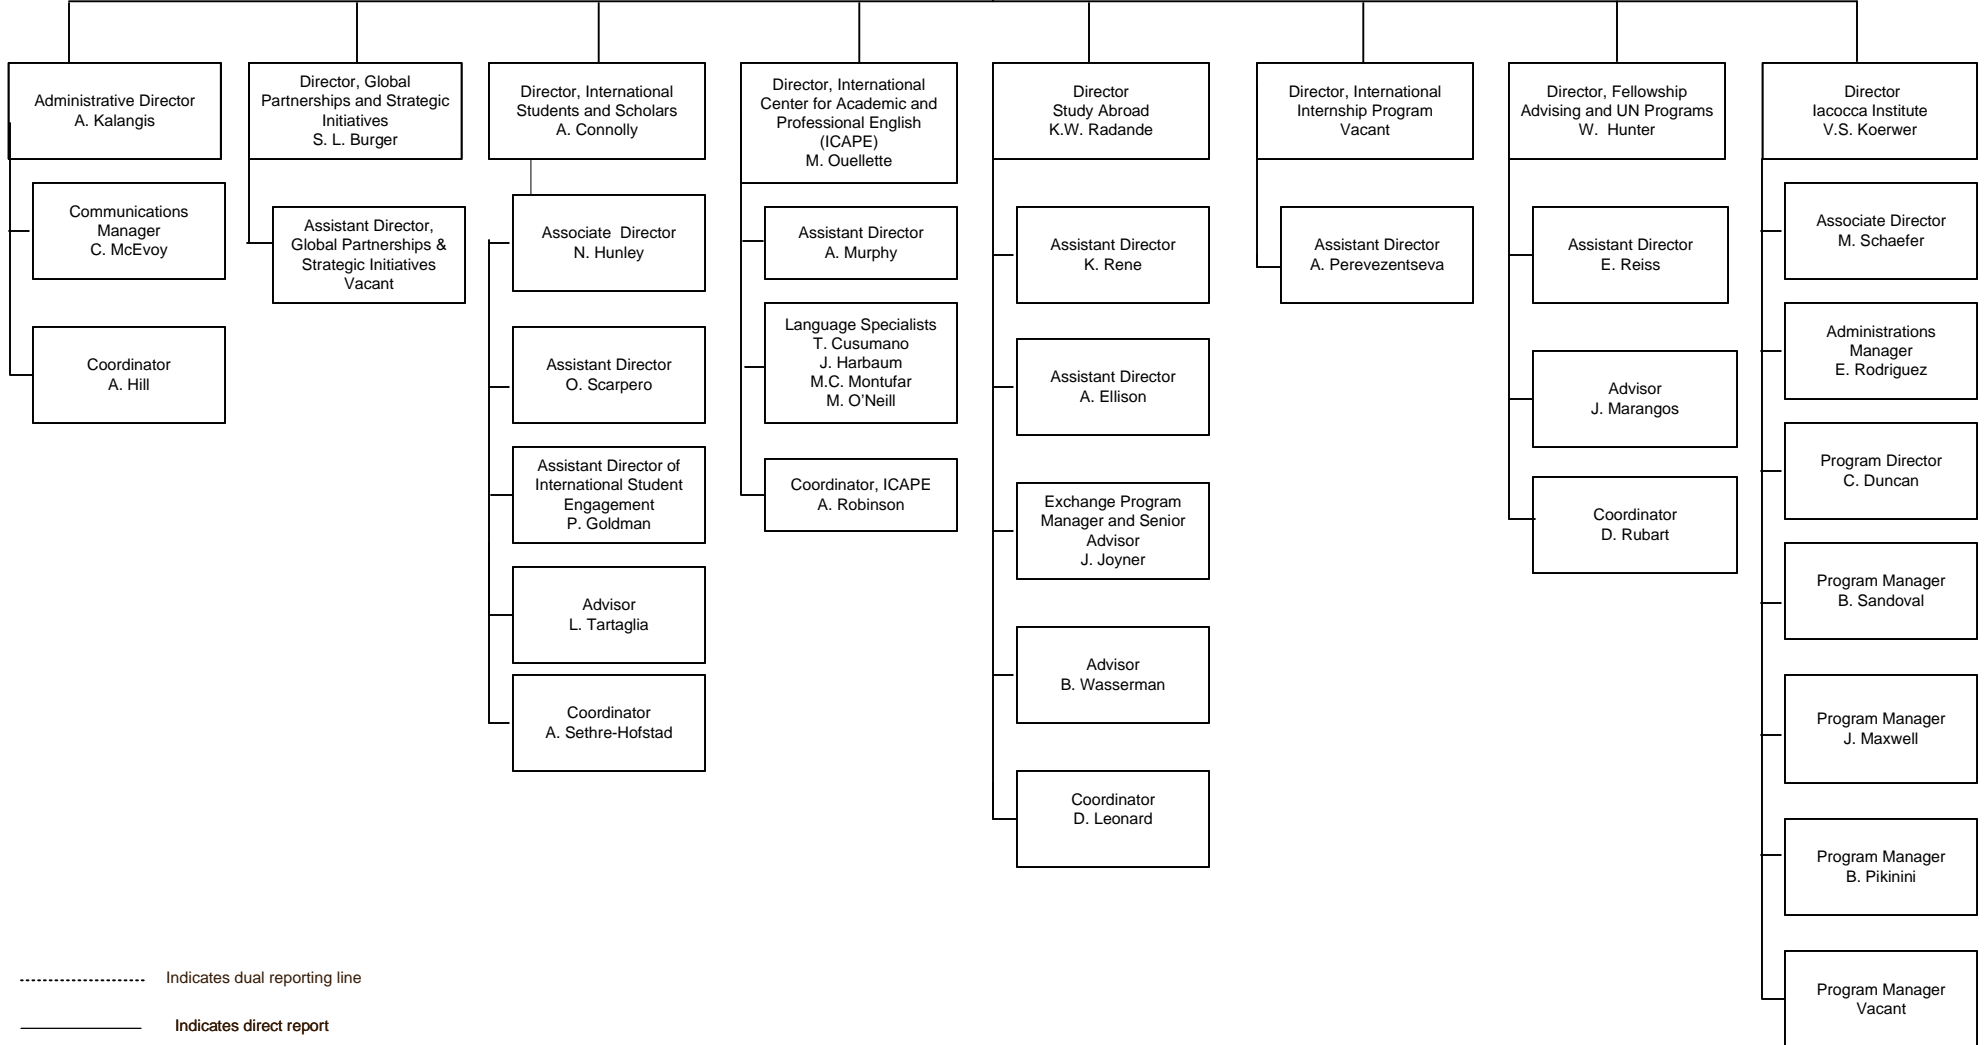 Administrative Director
A. Kalangis
Communications
Manager
C. McEvoy
Coordinator
A. Hill
Director, Global
Partnerships and Strategic
Initiatives
S. L. Burger
Assistant Director,
Global Partnerships &
Strategic Initiatives
Vacant
Director, International
Students and Scholars
A. Connolly
Associate Director
N. Hunley
Assistant Director
O. Scarpero
Assistant Director of
International Student
Engagement
P. Goldman
Advisor
L. Tartaglia
Coordinator
A. Sethre-Hofstad
Director, International
Center for Academic and
Professional English
(ICAPE)
M. Ouellette
Assistant Director
A. Murphy
Language Specialists
T. Cusumano
J. Harbaum
M.C. Montufar
M. O'Neill
Coordinator, ICAPE
A. Robinson
Director
Study Abroad
K.W. Radande
Assistant Director
K. Rene
Assistant Director
A. Ellison
Exchange Program
Manager and Senior
Advisor
J. Joyner
Advisor
B. Wasserman
Coordinator
D. Leonard
Director, International
Internship Program
Vacant
Assistant Director
A. Perevezentseva
Director, Fellowship
Advising and UN Programs
W. Hunter
Assistant Director
E. Reiss
Advisor
J. Marangos
Coordinator
D. Rubart
Director
Iacocca Institute
V.S. Koerwer
Associate Director
M. Schaefer
Administrations
Manager
E. Rodriguez
Program Director
C. Duncan
Program Manager
B. Sandoval
Program Manager
J. Maxwell
Program Manager
B. Pikinini
Program Manager
Vacant
Indicates dual reporting line
Indicates direct report